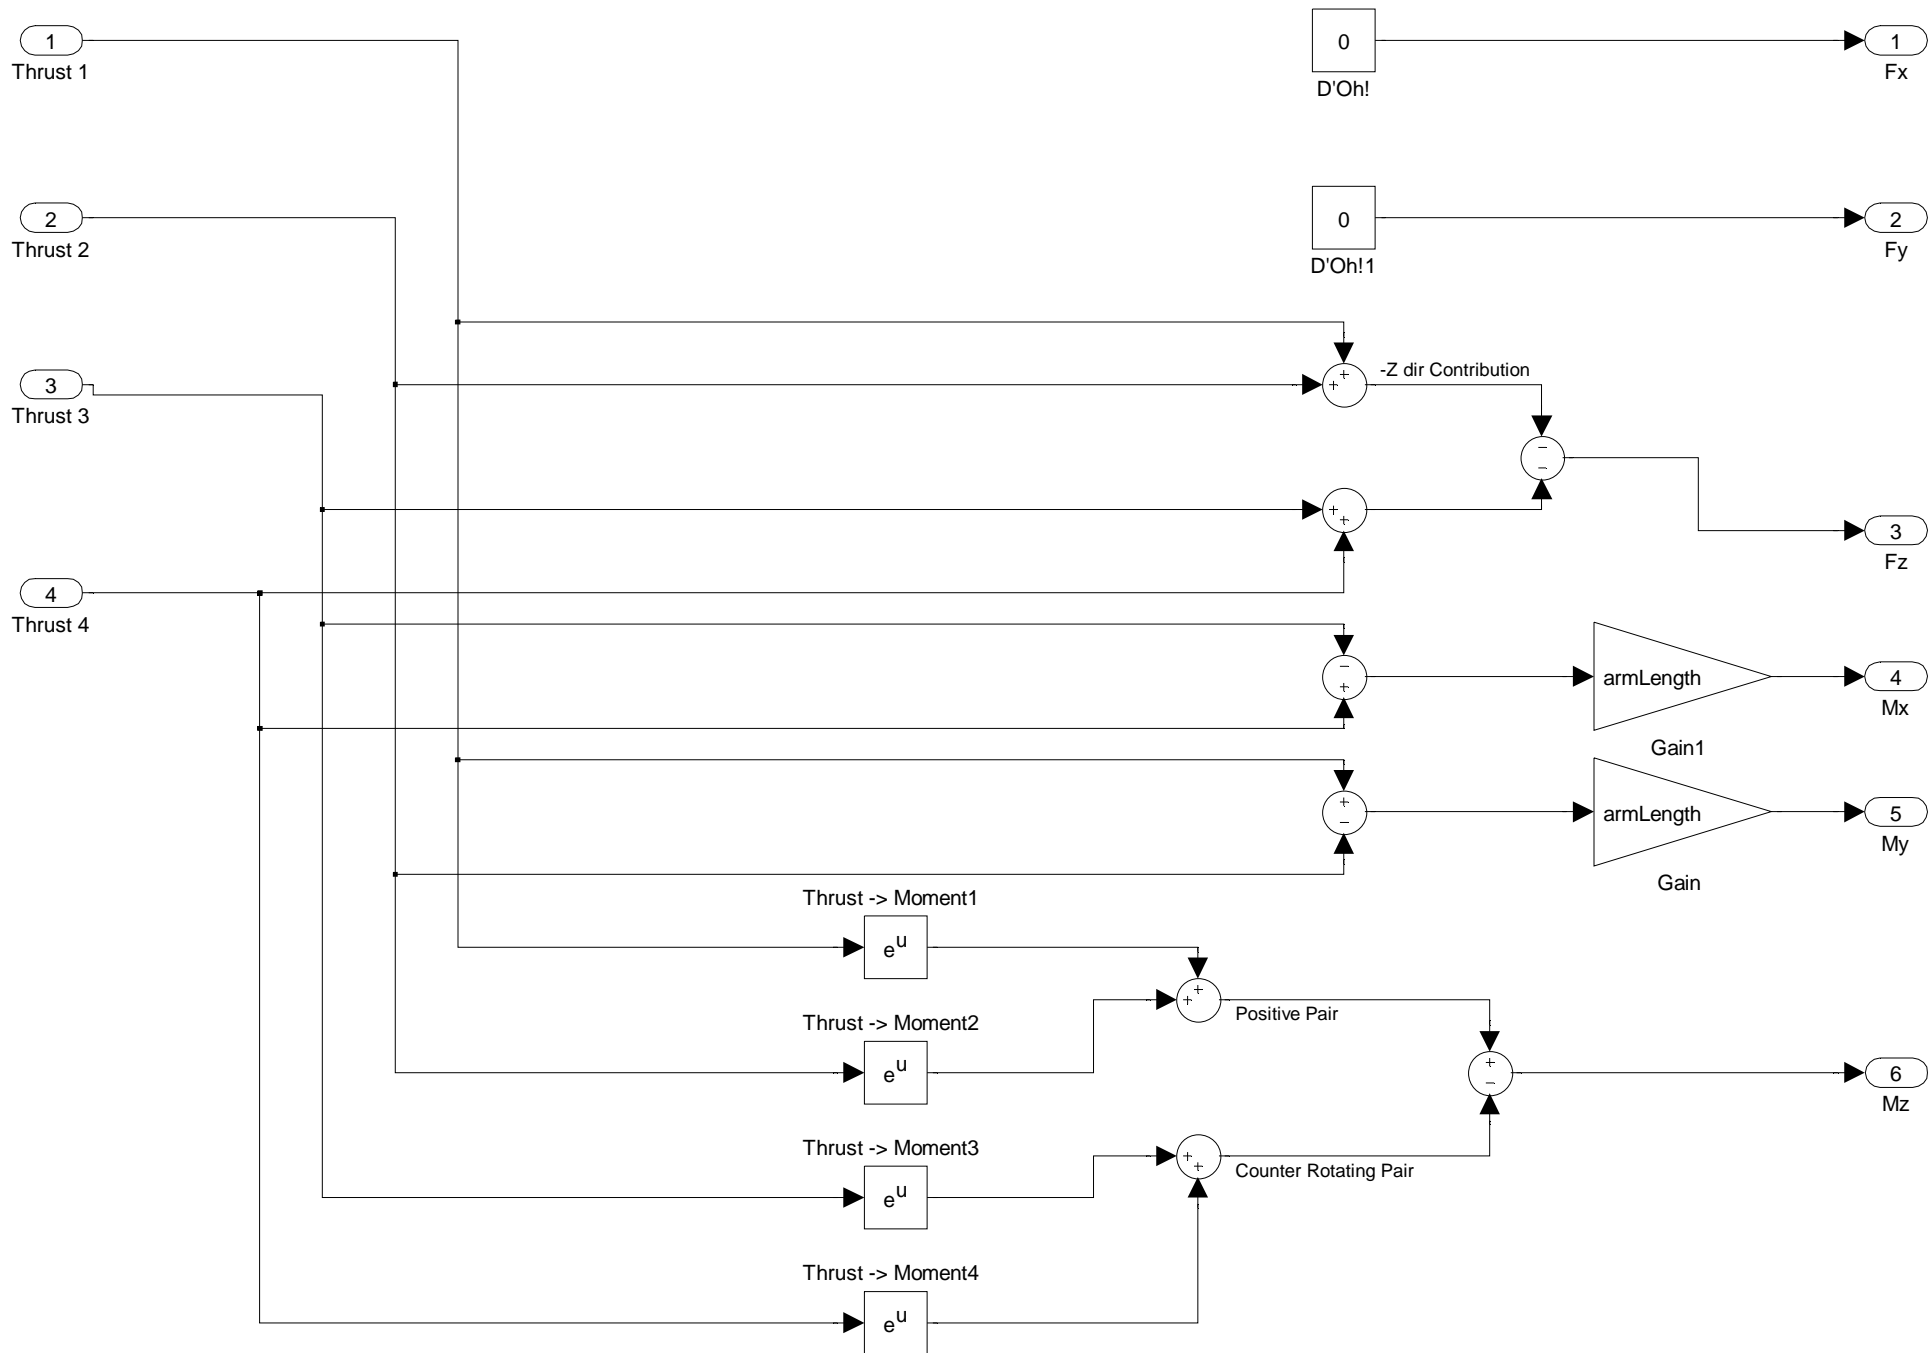 1
Thrust 1
0
D'Oh!
1
Fx
2
Thrust 2
0
D'Oh!1
2
Fy
3
Thrust 3
+
+
-Z dir Contribution
−
−
+
+
3
Fz
4
Thrust 4
−
+
armLength
Gain1
4
Mx
+
−
armLength
Gain
5
My
Thrust -> Moment1
e^u
+
+
Positive Pair
Thrust -> Moment2
e^u
+
−
6
Mz
Thrust -> Moment3
e^u
+
+
Counter Rotating Pair
Thrust -> Moment4
e^u